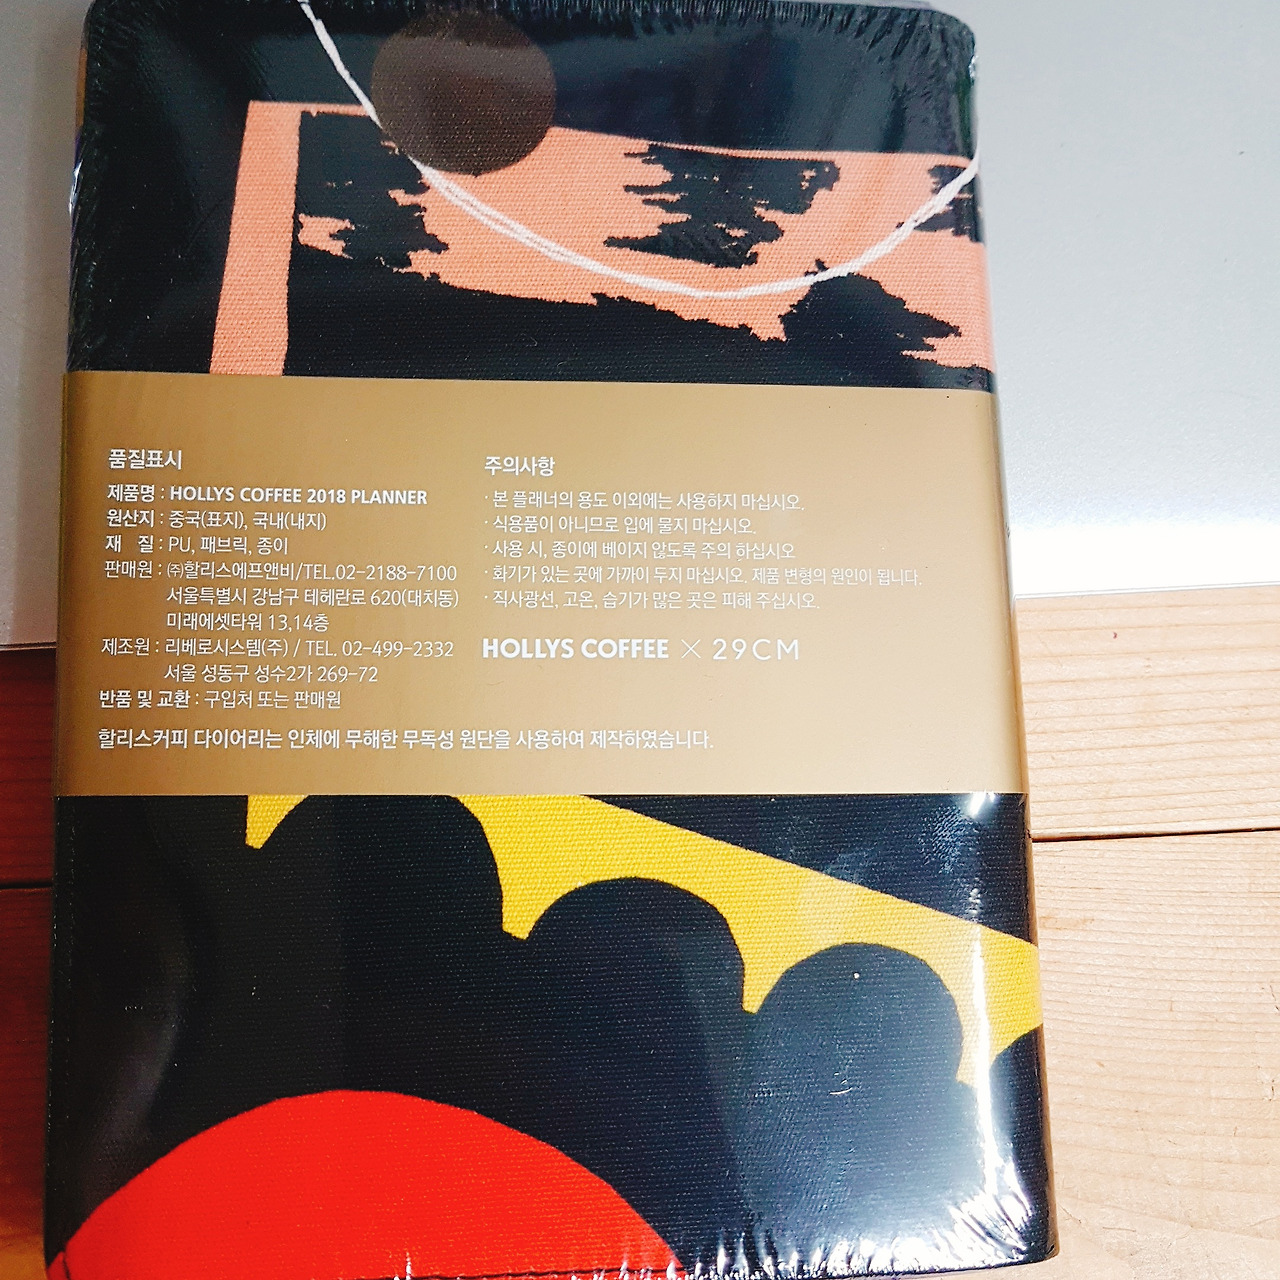 품질표시
제품명 : HOLLYS COFFEE 2018 PLANNER
원산지 : 중국(표지), 국내(내지)
재 질 : PU, 패브릭, 종이
판매원 : ㈜할리스에프앤비/TEL.02-2188-7100
서울특별시 강남구 테헤란로 620(대치동)
미래에셋타워 13,14층
제조원 : 리베로시스템(주) / TEL. 02-499-2332
서울 성동구 성수2가 269-72
반품 및 교환 : 구입처 또는 판매원
할리스커피 다이어리는 인체에 무해한 무독성 원단을 사용하여 제작하였습니다.
주의사항
· 본 플래너의 용도 이외에는 사용하지 마십시오.
· 식용품이 아니므로 입에 물지 마십시오.
· 사용 시, 종이에 베이지 않도록 주의 하십시오
· 화기가 있는 곳에 가까이 두지 마십시오. 제품 변형의 원인이 됩니다.
· 직사광선, 고온, 습기가 많은 곳은 피해 주십시오.
HOLLYS COFFEE × 29CM